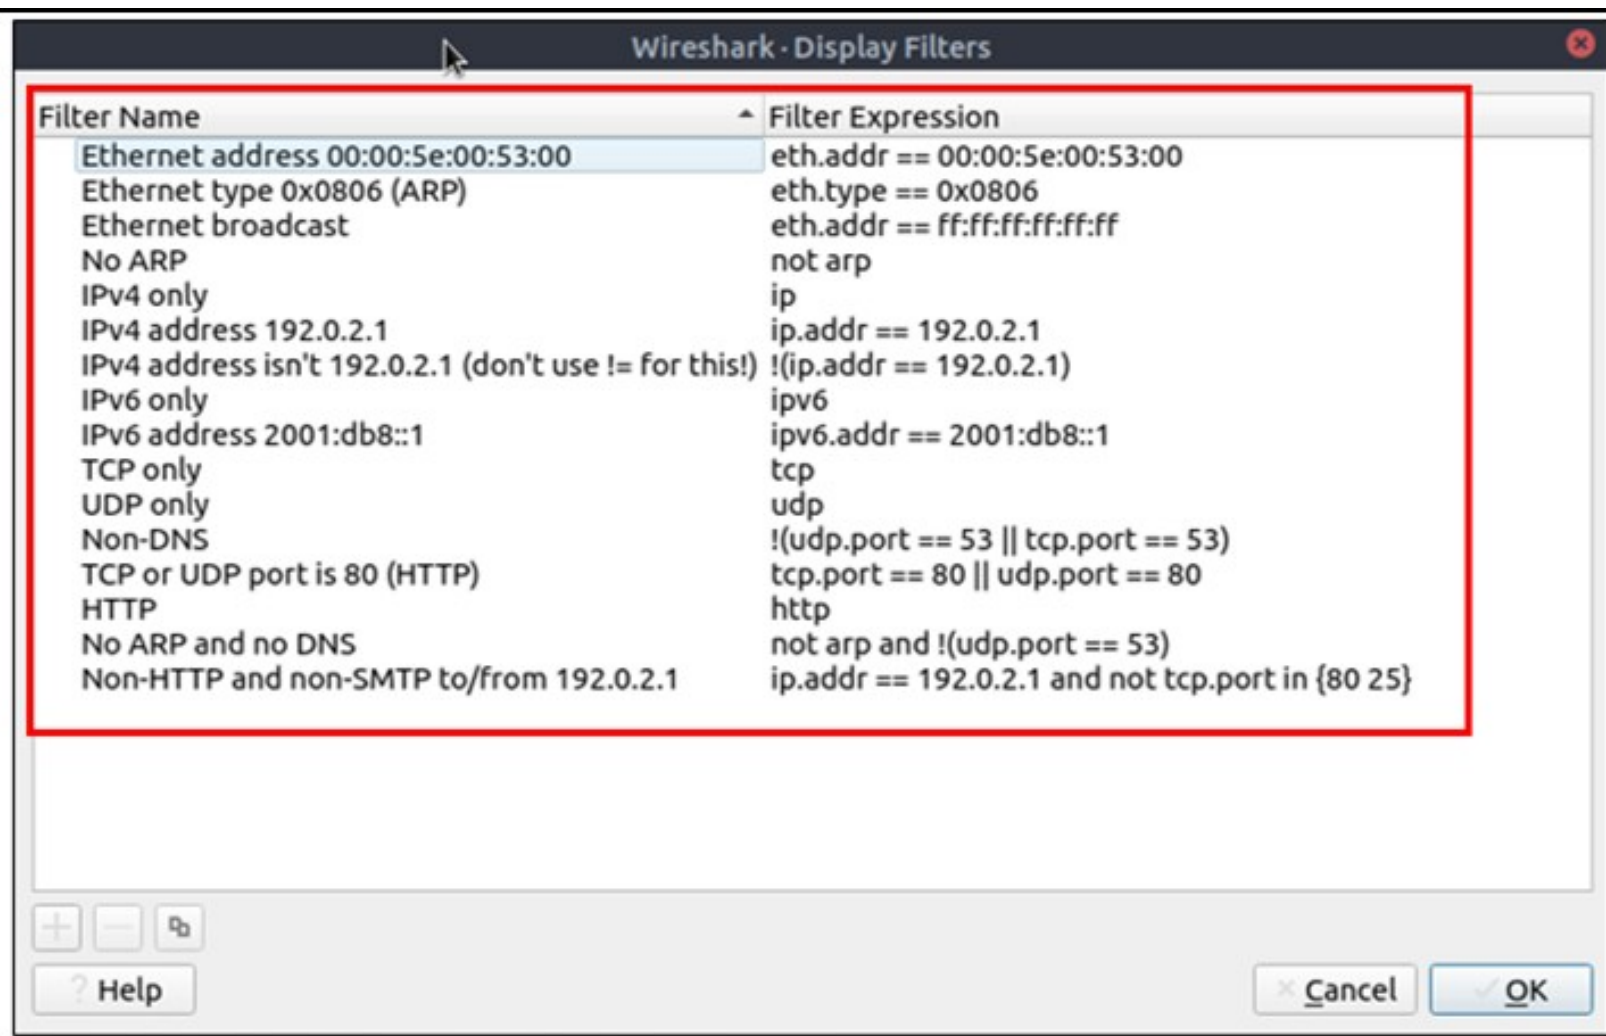 Wireshark · Display Filters
Filter Name Filter Expression
Ethernet address 00:00:5e:00:53:00 eth.addr == 00:00:5e:00:53:00
Ethernet type 0x0806 (ARP) eth.type == 0x0806
Ethernet broadcast eth.addr == ff:ff:ff:ff:ff:ff
No ARP not arp
IPv4 only ip
IPv4 address 192.0.2.1 ip.addr == 192.0.2.1
IPv4 address isn't 192.0.2.1 (don't use != for this!) !(ip.addr == 192.0.2.1)
IPv6 only ipv6
IPv6 address 2001:db8::1 ipv6.addr == 2001:db8::1
TCP only tcp
UDP only udp
Non-DNS !(udp.port == 53 || tcp.port == 53)
TCP or UDP port is 80 (HTTP) tcp.port == 80 || udp.port == 80
HTTP http
No ARP and no DNS not arp and !(udp.port == 53)
Non-HTTP and non-SMTP to/from 192.0.2.1 ip.addr == 192.0.2.1 and not tcp.port in {80 25}
? Help Cancel OK